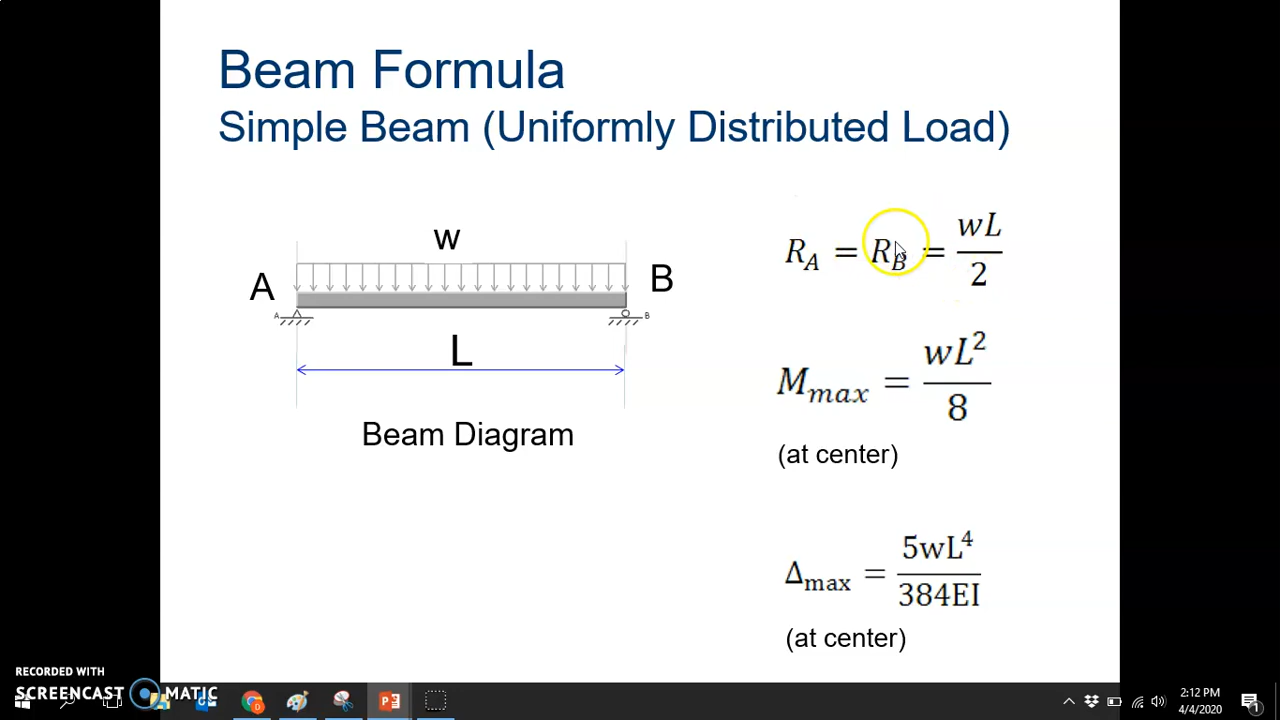 Beam Formula
Simple Beam (Uniformly Distributed Load)
w
A
B
A
B
L
Beam Diagram
R_A = R_B = wL/2
M_max = wL²/8
(at center)
Δ_max = 5wL⁴/384EI
(at center)
RECORDED WITH
SCREENCAST MATIC
2:12 PM
4/4/2020
1